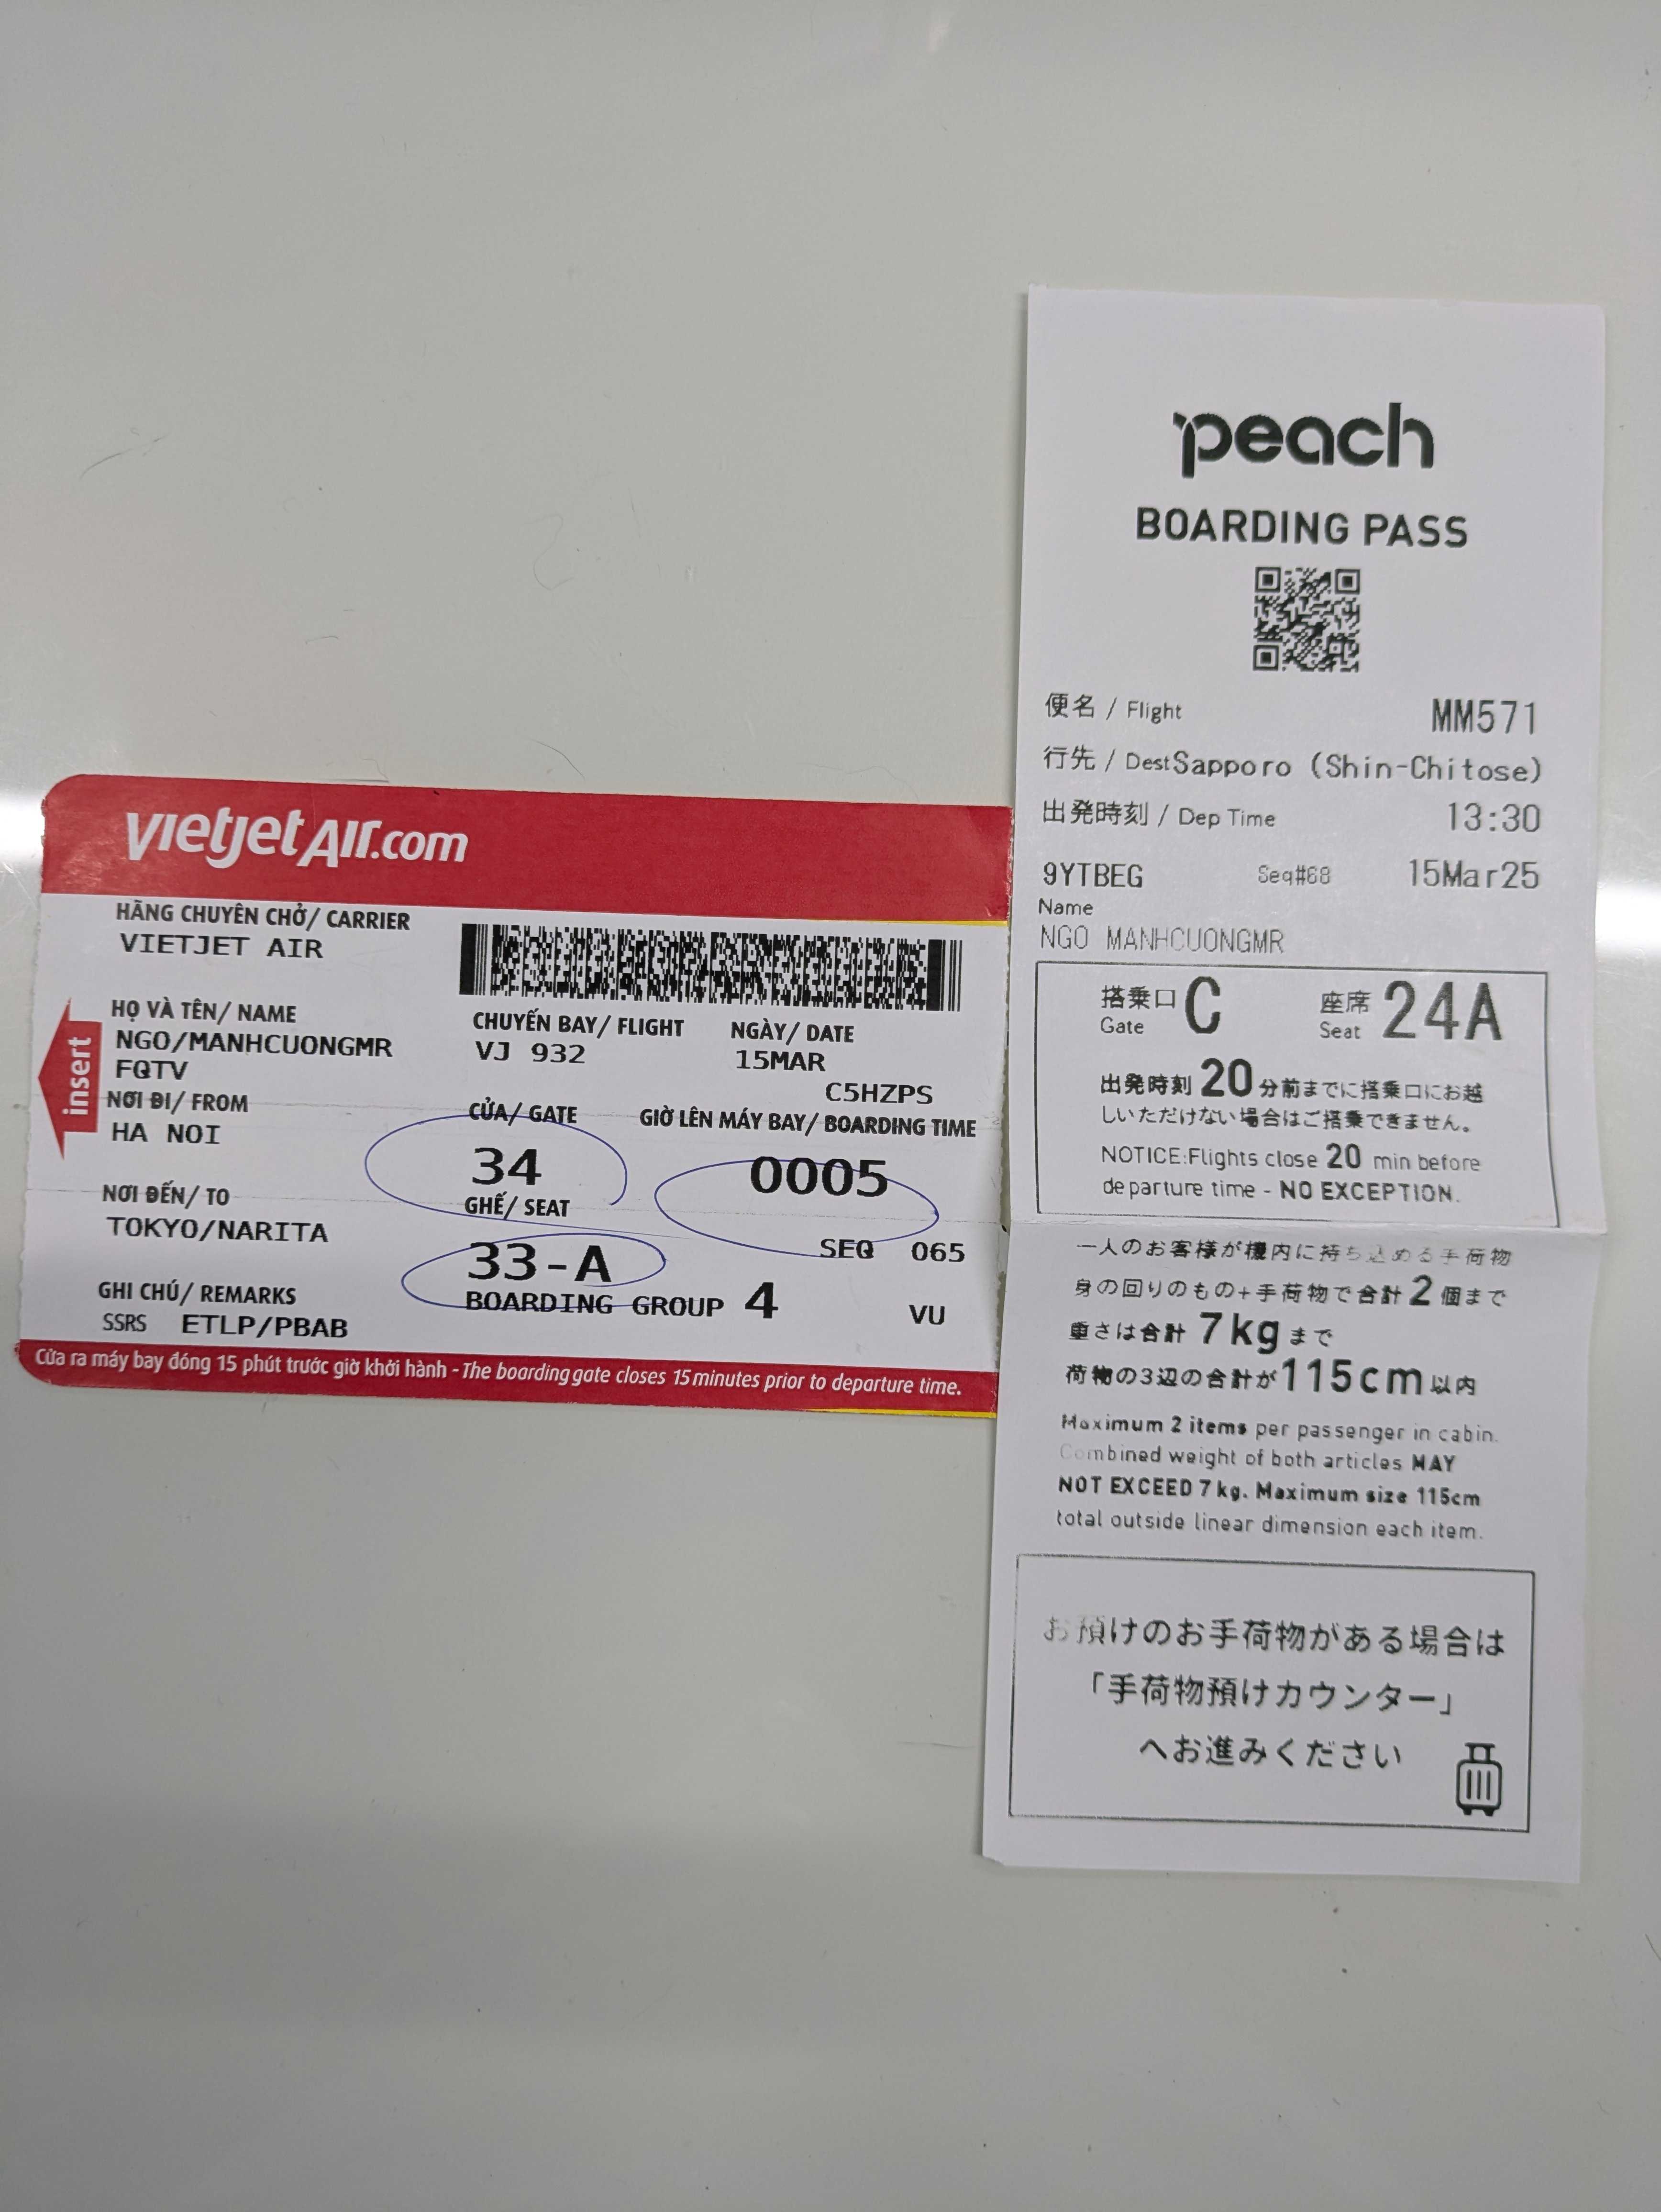 vietjetAir.com
HÃNG CHUYÊN CHỞ/ CARRIER
VIETJET AIR
HỌ VÀ TÊN/ NAME
NGO/MANHCUONGMR
FQTV
NƠI ĐI/ FROM
HA NOI
NƠI ĐẾN/ TO
TOKYO/NARITA
GHI CHÚ/ REMARKS
SSRS ETLP/PBAB
insert
CHUYẾN BAY/ FLIGHT NGÀY/ DATE
VJ 932 15MAR
C5HZPS
CỬA/ GATE GIỜ LÊN MÁY BAY/ BOARDING TIME
34 0005
GHẾ/ SEAT
33-A SEQ 065
BOARDING GROUP 4 VU
Cửa ra máy bay đóng 15 phút trước giờ khởi hành - The boarding gate closes 15 minutes prior to departure time.
peach
BOARDING PASS
便名 / Flight MM571
行先 / Dest Sapporo (Shin-Chitose)
出発時刻 / Dep Time 13:30
9YTBEG Seq#68 15Mar25
Name
NGO MANHCUONGMR
搭乗口 C 座席 24A
Gate Seat
出発時刻 20 分前までに搭乗口にお越
しいただけない場合はご搭乗できません。
NOTICE:Flights close 20 min before
departure time - NO EXCEPTION.
一人のお客様が機内に持ち込める手荷物
身の回りのもの+手荷物で合計 2 個まで
重さは合計 7kg まで
荷物の3辺の合計が 115cm 以内
Maximum 2 items per passenger in cabin.
Combined weight of both articles MAY
NOT EXCEED 7kg. Maximum size 115cm
total outside linear dimension each item.
お預けのお手荷物がある場合は
「手荷物預けカウンター」
へお進みください